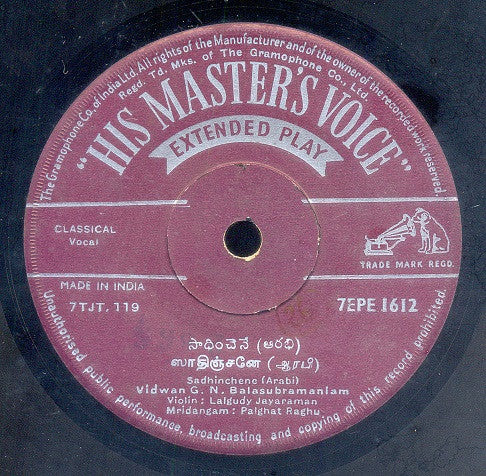 The Gramophone Co. of India Ltd. All rights of the Manufacturer and of the owner of the recorded work reserved.
Regd. Td. Mks. of The Gramophone Co., Ltd.
"HIS MASTER'S VOICE"
EXTENDED PLAY
CLASSICAL
Vocal
TRADE MARK REGD.
MADE IN INDIA
7TJT. 119
7EPE 1612
సాధించెనే (ఆరభి)
ஸாதிஞ்சனே (ஆரபி)
Sadhinchene (Arabi)
Vidwan G. N. Balasubramaniam
Violin : Lalgudy Jayaraman
Mridangam : Palghat Raghu
Unauthorised public performance, broadcasting and copying of this record prohibited.